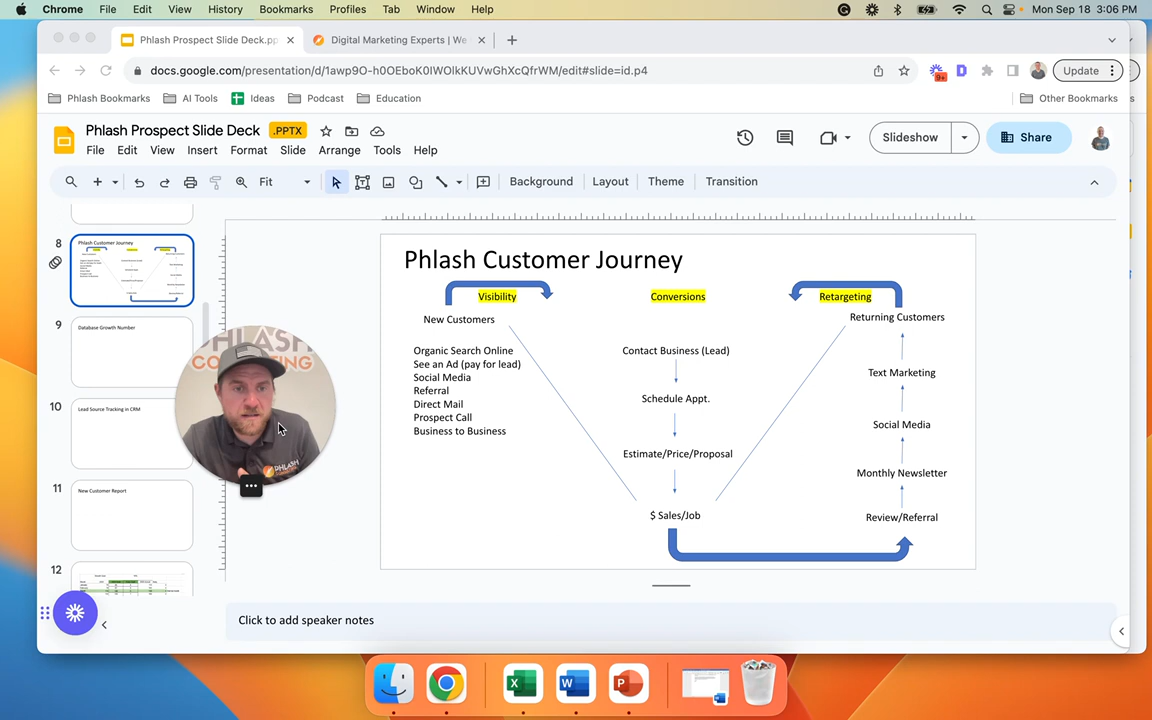 Chrome File Edit View History Bookmarks Profiles Tab Window Help Mon Sep 18 3:06 PM
Phlash Prospect Slide Deck.pp Digital Marketing Experts | We
docs.google.com/presentation/d/1awp9O-h0OEboK0IWOlkKUVwGhXcQfrWM/edit#slide=id.p4
9+
Update
Phlash Bookmarks AI Tools Ideas Podcast Education Other Bookmarks
Phlash Prospect Slide Deck .PPTX
File Edit View Insert Format Slide Arrange Tools Help
Slideshow Share
Fit Background Layout Theme Transition
8
Phlash Customer Journey
9
Database Growth Number
10
Lead Source Tracking in CRM
11
New Customer Report
12
PHLASH
CONSULTING
PHLASH
Phlash Customer Journey
Visibility Conversions Retargeting
New Customers
Returning Customers
Organic Search Online
See an Ad (pay for lead)
Social Media
Referral
Direct Mail
Prospect Call
Business to Business
Contact Business (Lead)
Schedule Appt.
Estimate/Price/Proposal
$ Sales/Job
Text Marketing
Social Media
Monthly Newsletter
Review/Referral
Click to add speaker notes